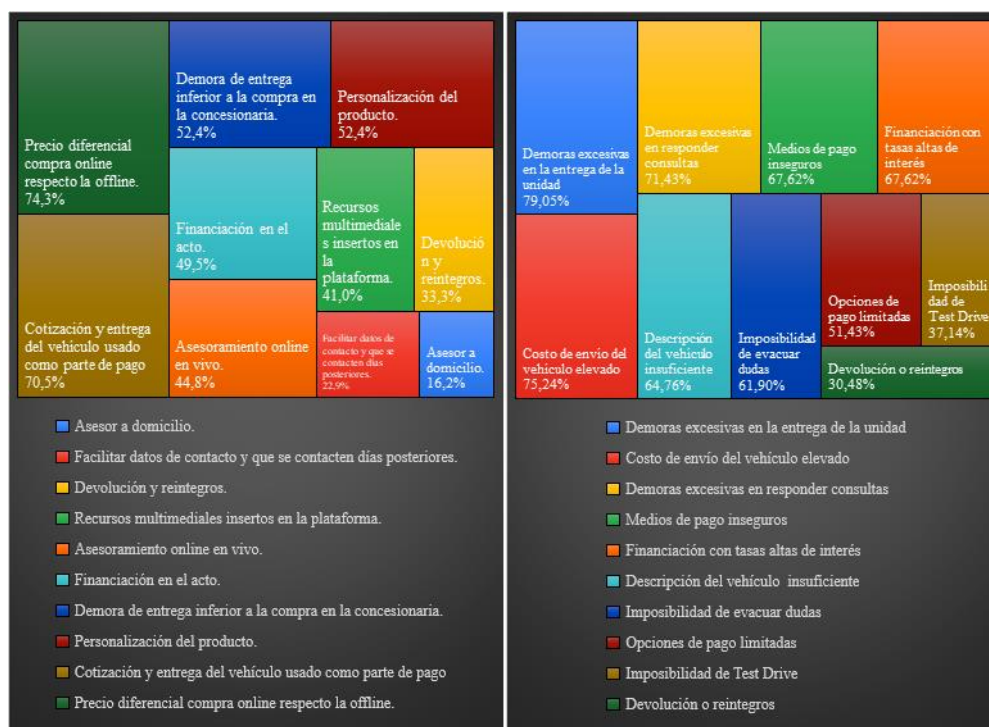 Precio diferencial
compra online
respecto la offline.
74,3%
Demora de entrega
inferior a la compra en
la concesionaria.
52,4%
Personalización del
producto.
52,4%
Financiación en el
acto.
49,5%
Recursos
multimediale
s insertos en
la
plataforma.
41,0%
Devolució
n y
reintegros.
33,3%
Cotización y entrega
del vehiculo usado
como parte de pago
70,5%
Asesoramiento online
en vivo.
44,8%
Facilitar datos de
contacto y que se
contacten días
posteriores.
22,9%
Asesor a
domicilio.
16,2%
Asesor a domicilio.
Facilitar datos de contacto y que se contacten días posteriores.
Devolución y reintegros.
Recursos multimediales insertos en la plataforma.
Asesoramiento online en vivo.
Financiación en el acto.
Demora de entrega inferior a la compra en la concesionaria.
Personalización del producto.
Cotización y entrega del vehículo usado como parte de pago
Precio diferencial compra online respecto la offline.
Demoras excesivas
en la entrega de la
unidad
79,05%
Demoras excesivas
en responder
consultas
71,43%
Medios de pago
inseguros
67,62%
Financiación con
tasas altas de
interés
67,62%
Costo de envío del
vehículo elevado
75,24%
Descripción
del vehículo
insuficiente
64,76%
Imposibilidad
de evacuar
dudas
61,90%
Opciones de
pago limitadas
51,43%
Imposibili
dad de
Test Drive
37,14%
Devolución o reintegros
30,48%
Demoras excesivas en la entrega de la unidad
Costo de envío del vehículo elevado
Demoras excesivas en responder consultas
Medios de pago inseguros
Financiación con tasas altas de interés
Descripción del vehículo insuficiente
Imposibilidad de evacuar dudas
Opciones de pago limitadas
Imposibilidad de Test Drive
Devolución o reintegros